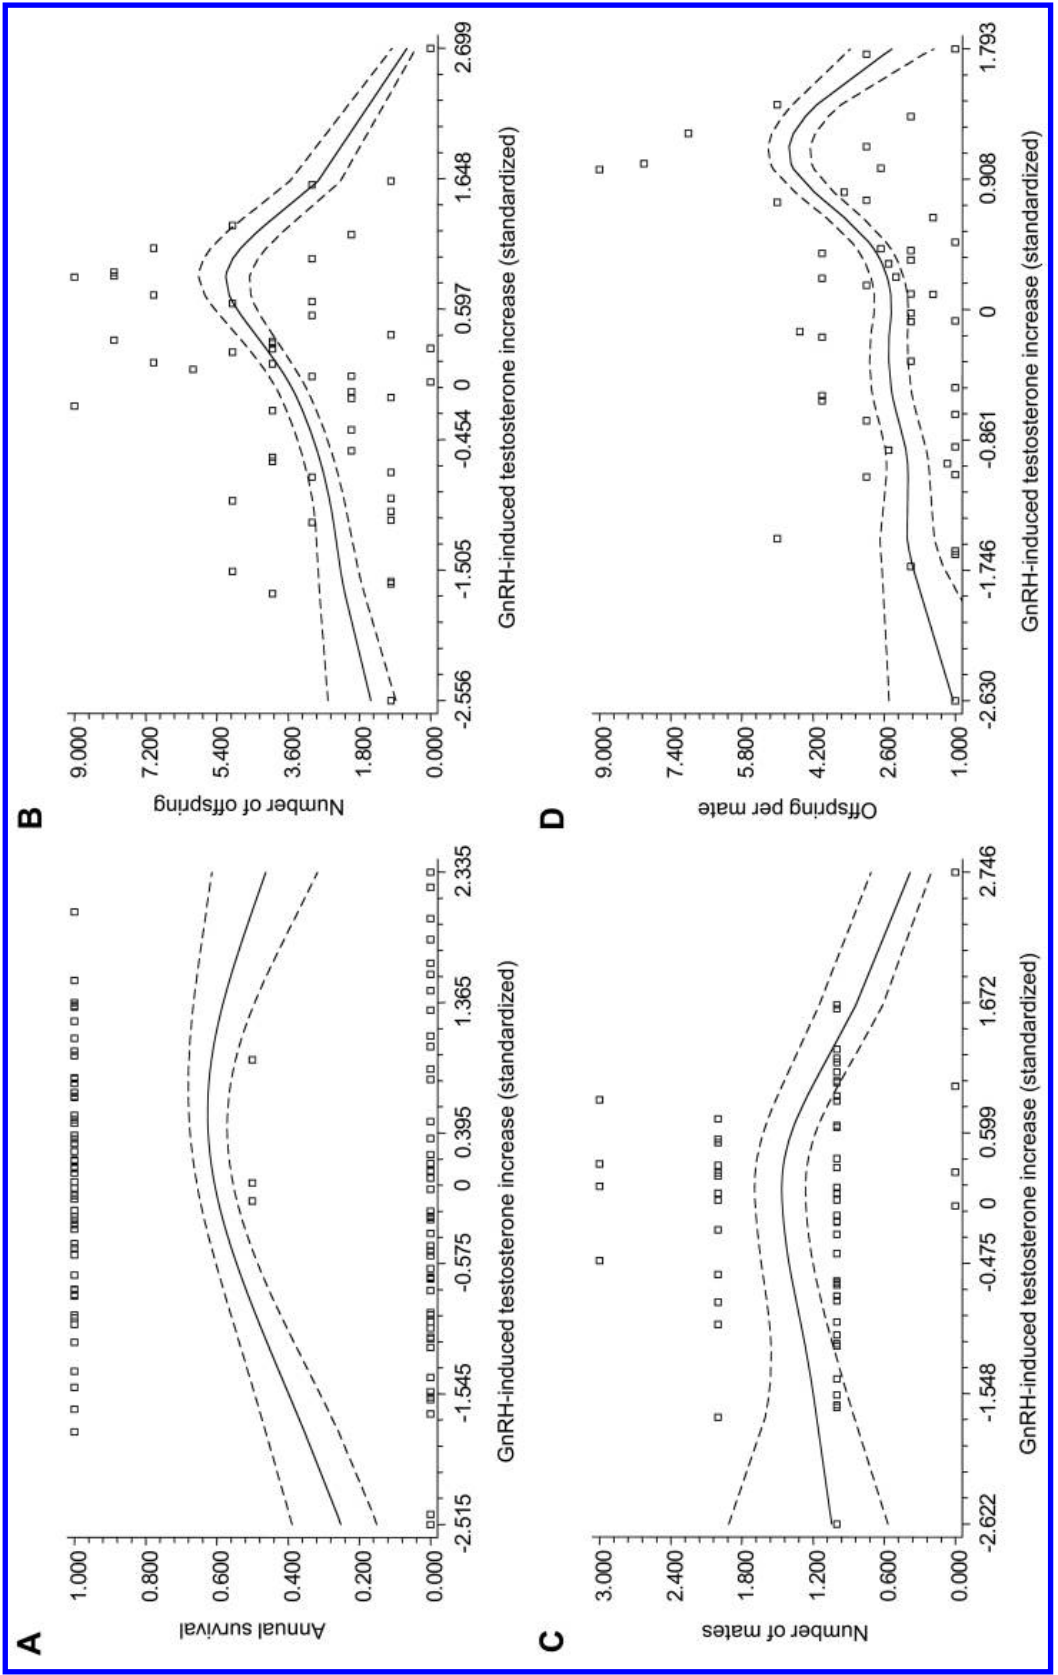 A
Annual survival
1.000
0.800
0.600
0.400
0.200
0.000
-2.515 -1.545 -0.575 0 0.395 1.365 2.335
GnRH-induced testosterone increase (standardized)
B
Number of offspring
9.000
7.200
5.400
3.600
1.800
0.000
-2.556 -1.505 -0.454 0 0.597 1.648 2.699
GnRH-induced testosterone increase (standardized)
C
Number of mates
3.000
2.400
1.800
1.200
0.600
0.000
-2.622 -1.548 -0.475 0 0.599 1.672 2.746
GnRH-induced testosterone increase (standardized)
D
Offspring per mate
9.000
7.400
5.800
4.200
2.600
1.000
-2.630 -1.746 -0.861 0 0.908 1.793
GnRH-induced testosterone increase (standardized)